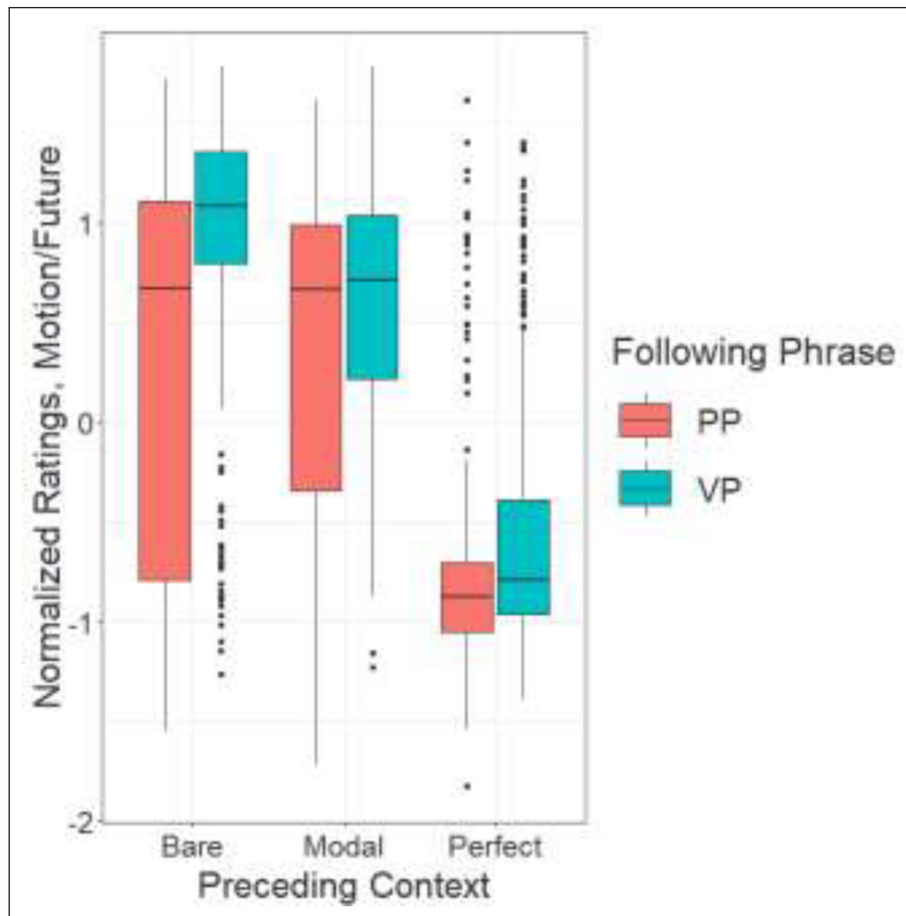 Normalized Ratings, Motion/Future
1
0
-1
-2
Bare Modal Perfect
Preceding Context
Following Phrase
PP
VP